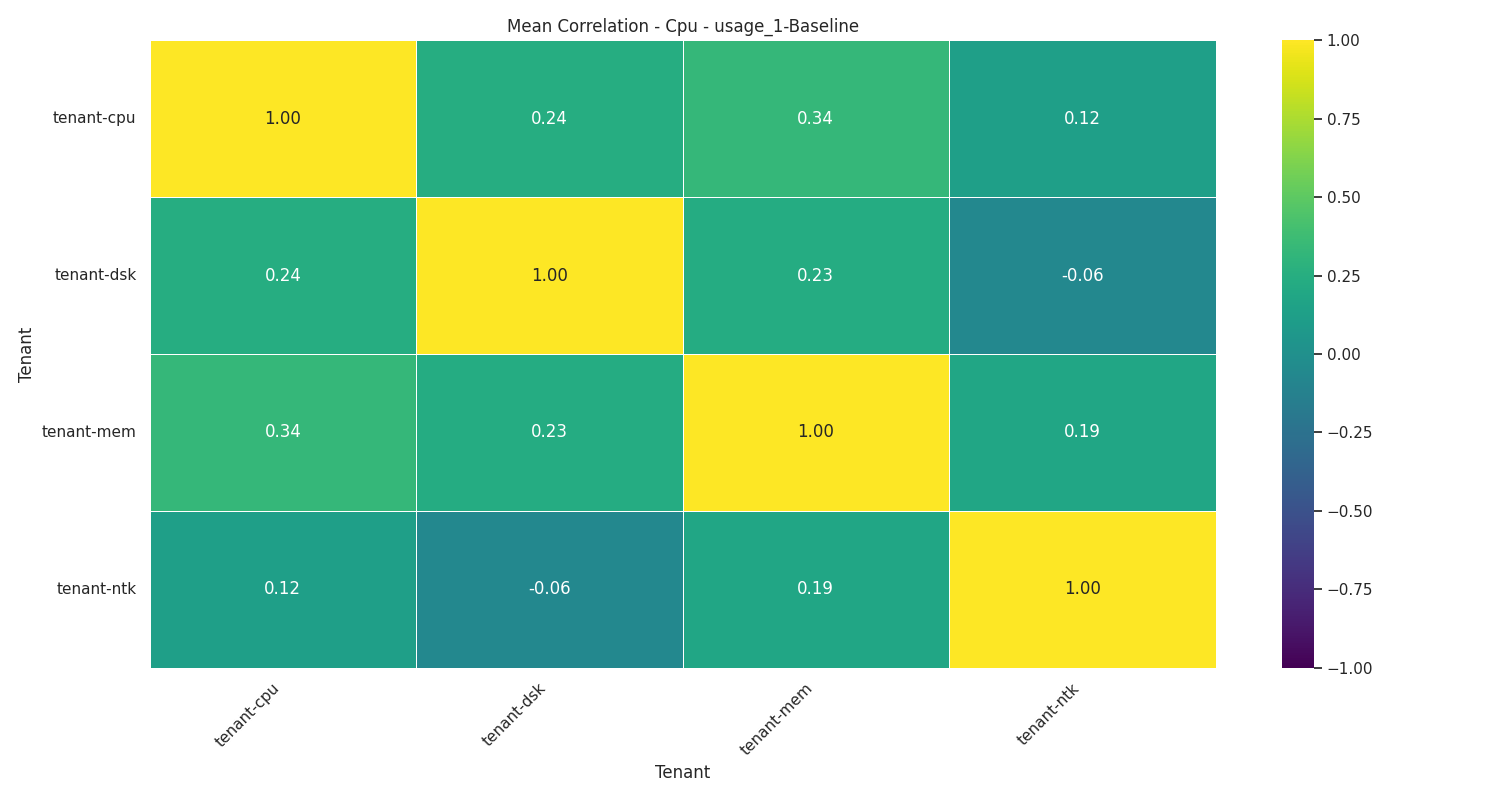 Mean Correlation - Cpu - usage_1-Baseline
Tenant
tenant-cpu
1.00 0.24 0.34 0.12
tenant-dsk
0.24 1.00 0.23 -0.06
tenant-mem
0.34 0.23 1.00 0.19
tenant-ntk
0.12 -0.06 0.19 1.00
tenant-cpu tenant-dsk tenant-mem tenant-ntk
Tenant
1.00
0.75
0.50
0.25
0.00
−0.25
−0.50
−0.75
−1.00